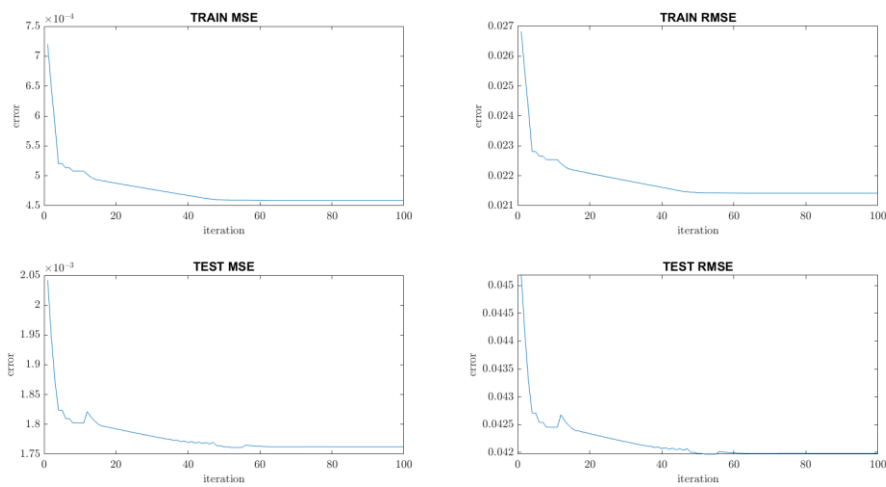 TRAIN MSE
×10⁻⁴
7.5
7
6.5
6
5.5
5
4.5
error
0 20 40 60 80 100
iteration
TRAIN RMSE
0.027
0.026
0.025
0.024
0.023
0.022
0.021
error
0 20 40 60 80 100
iteration
TEST MSE
×10⁻³
2.05
2
1.95
1.9
1.85
1.8
1.75
error
0 20 40 60 80 100
iteration
TEST RMSE
0.045
0.0445
0.044
0.0435
0.043
0.0425
0.042
error
0 20 40 60 80 100
iteration